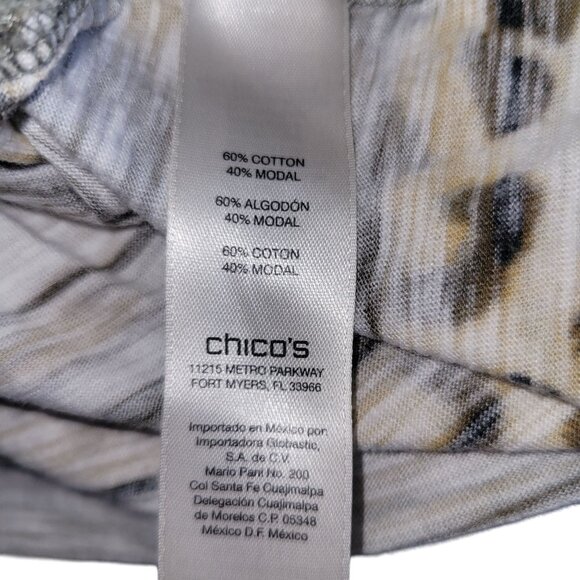 60% COTTON
40% MODAL
60% ALGODÓN
40% MODAL
60% COTON
40% MODAL
chico's
11215 METRO PARKWAY
FORT MYERS, FL 33966
Importado en México por:
Importadora Globastic,
S.A. de C.V.
Mario Pani No. 200
Col Santa Fe Cuajimalpa
Delegación Cuajimalpa
de Morelos C.P. 05348
México D.F. México